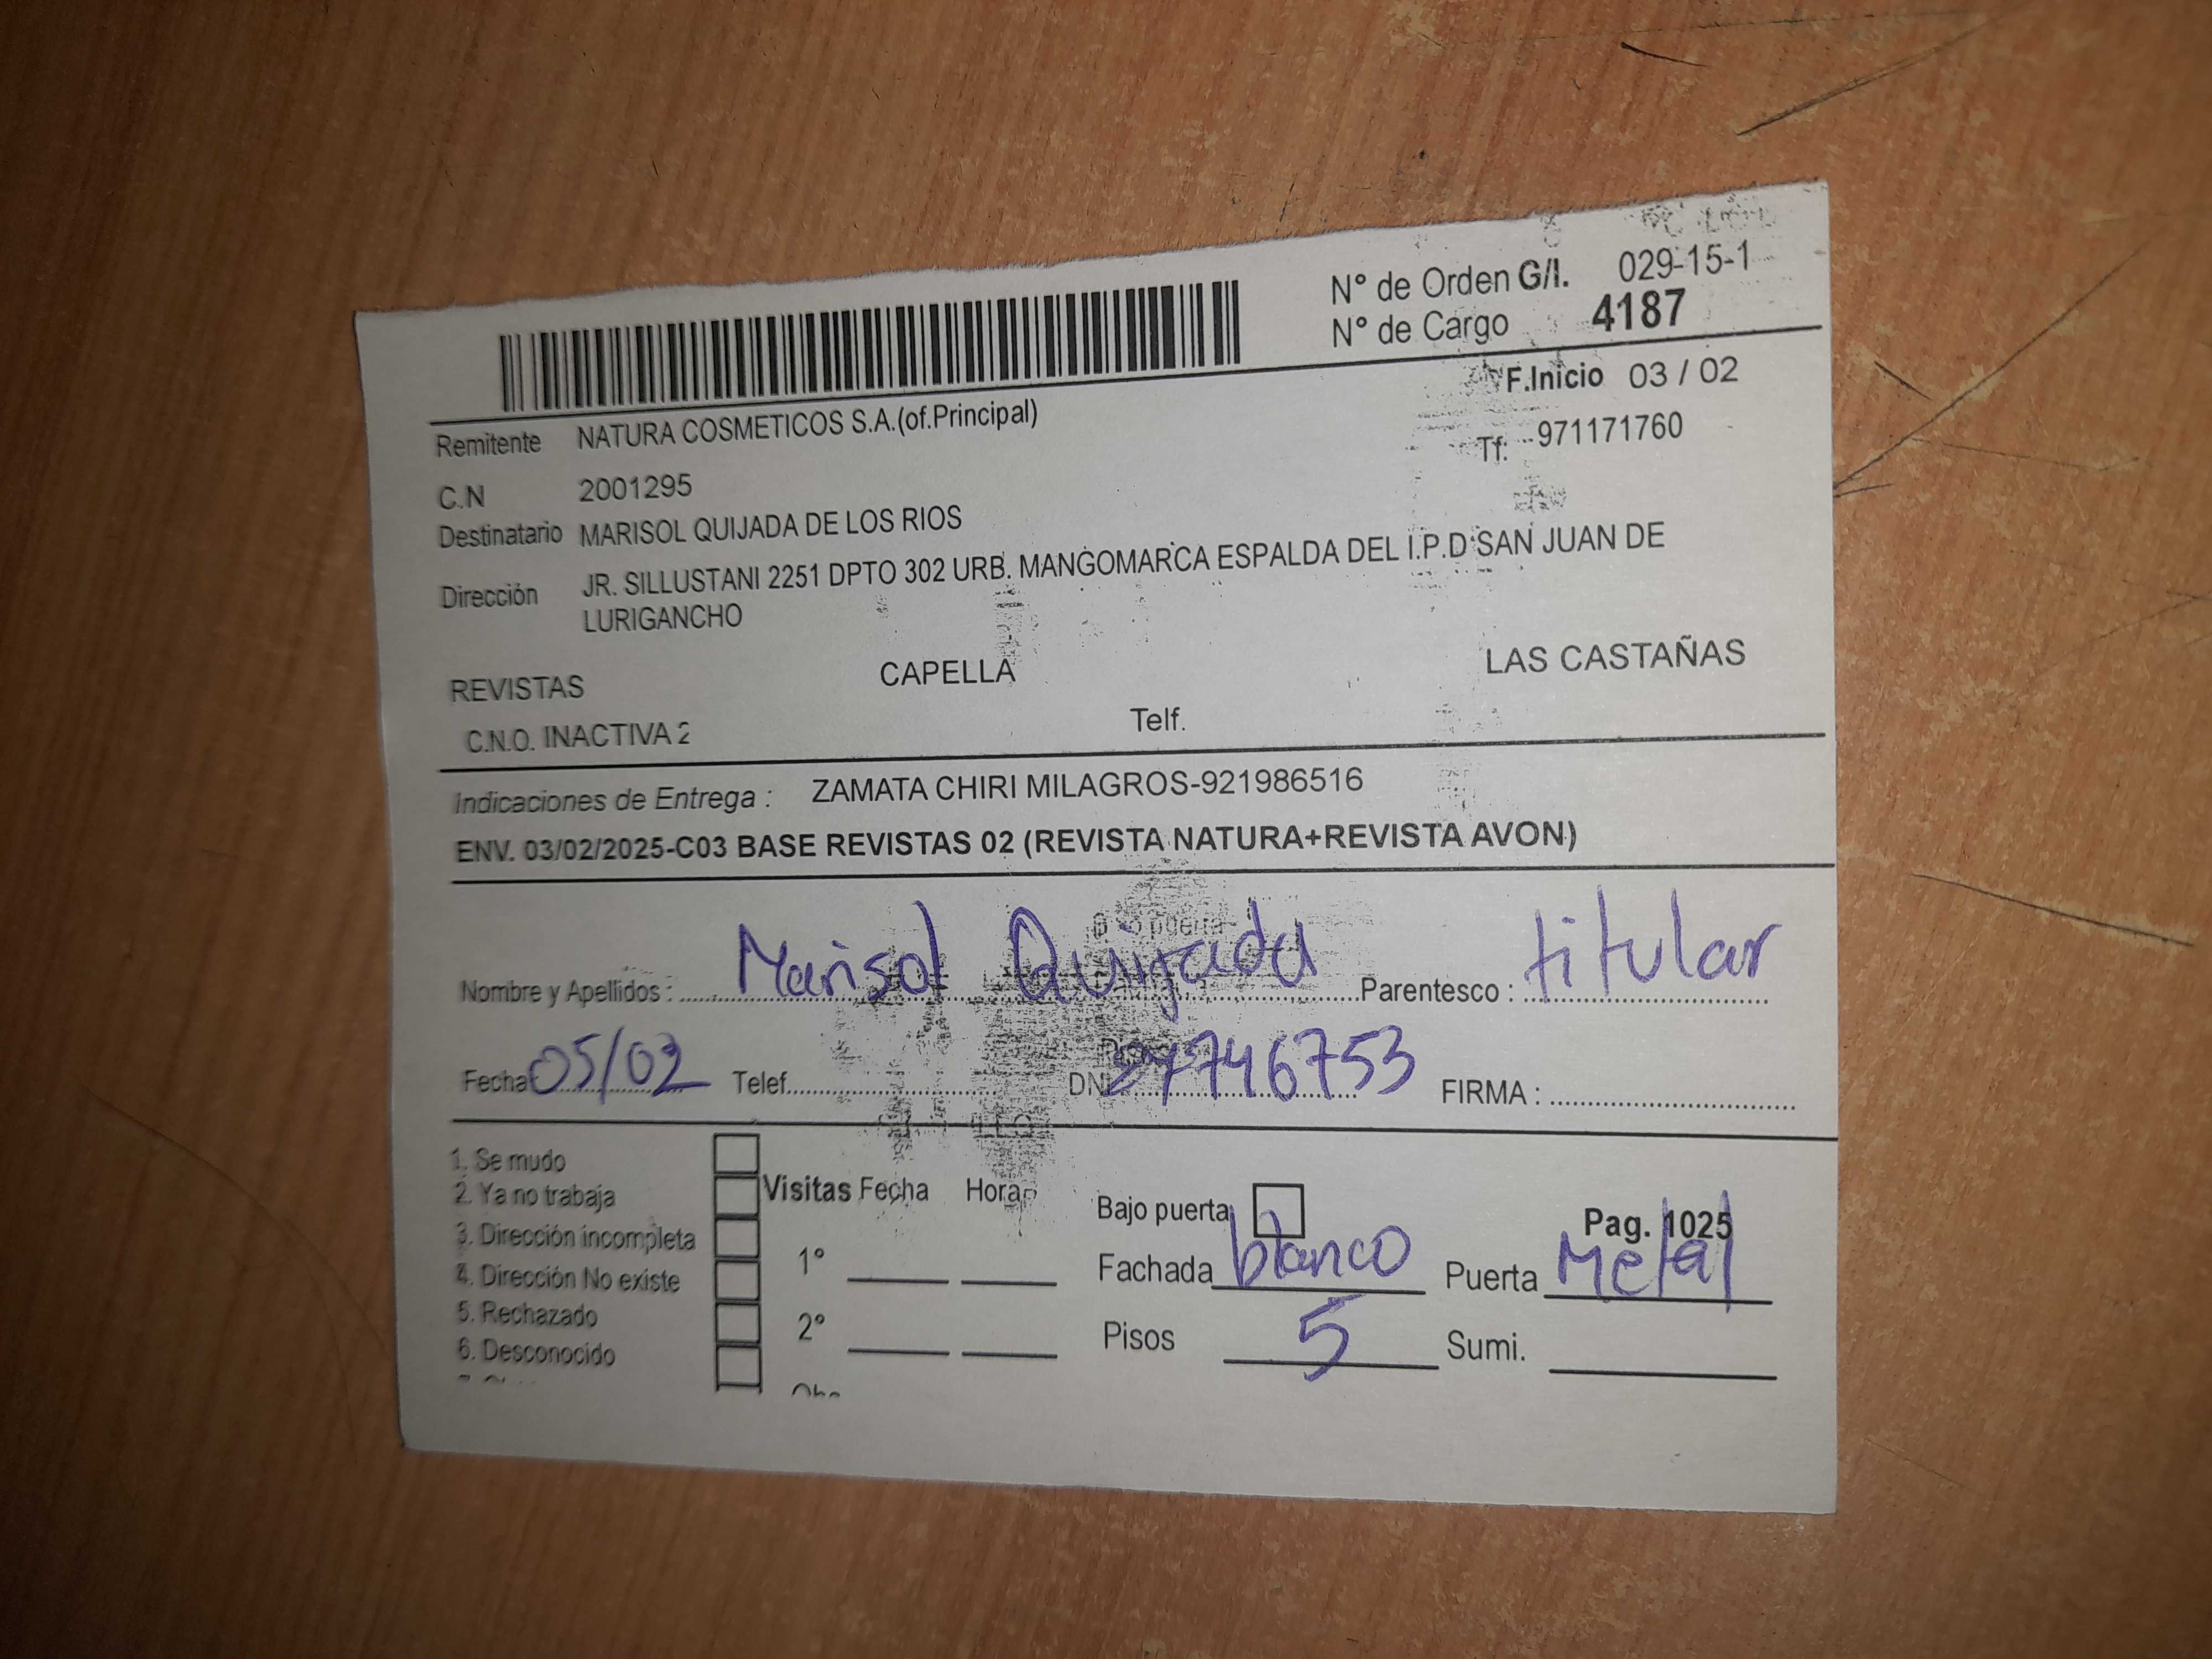 N° de Orden G/I. 029-15-1
N° de Cargo 4187
F.Inicio 03 / 02
Remitente NATURA COSMETICOS S.A.(of.Principal)
Tf: 971171760
C.N 2001295
Destinatario MARISOL QUIJADA DE LOS RIOS
Dirección JR. SILLUSTANI 2251 DPTO 302 URB. MANGOMARCA ESPALDA DEL I.P.D SAN JUAN DE
LURIGANCHO
REVISTAS CAPELLA LAS CASTAÑAS
C.N.O. INACTIVA 2 Telf.
Indicaciones de Entrega : ZAMATA CHIRI MILAGROS-921986516
ENV. 03/02/2025-C03 BASE REVISTAS 02 (REVISTA NATURA+REVISTA AVON)
Nombre y Apellidos : Marisol Quijada Parentesco : titular
Fecha 05/02 Telef. DNI 27746753 FIRMA :
1. Se mudo
2. Ya no trabaja
3. Dirección incompleta
4. Dirección No existe
5. Rechazado
6. Desconocido
Visitas Fecha Hora
1°
2°
Bajo puerta Pag. 1025
Fachada blanco Puerta Metal
Pisos 5 Sumi.